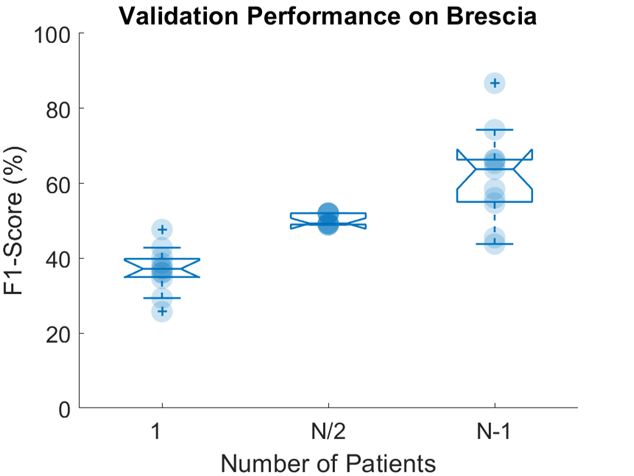 Validation Performance on Brescia
100
80
60
40
20
0
F1-Score (%)
1 N/2 N-1
Number of Patients